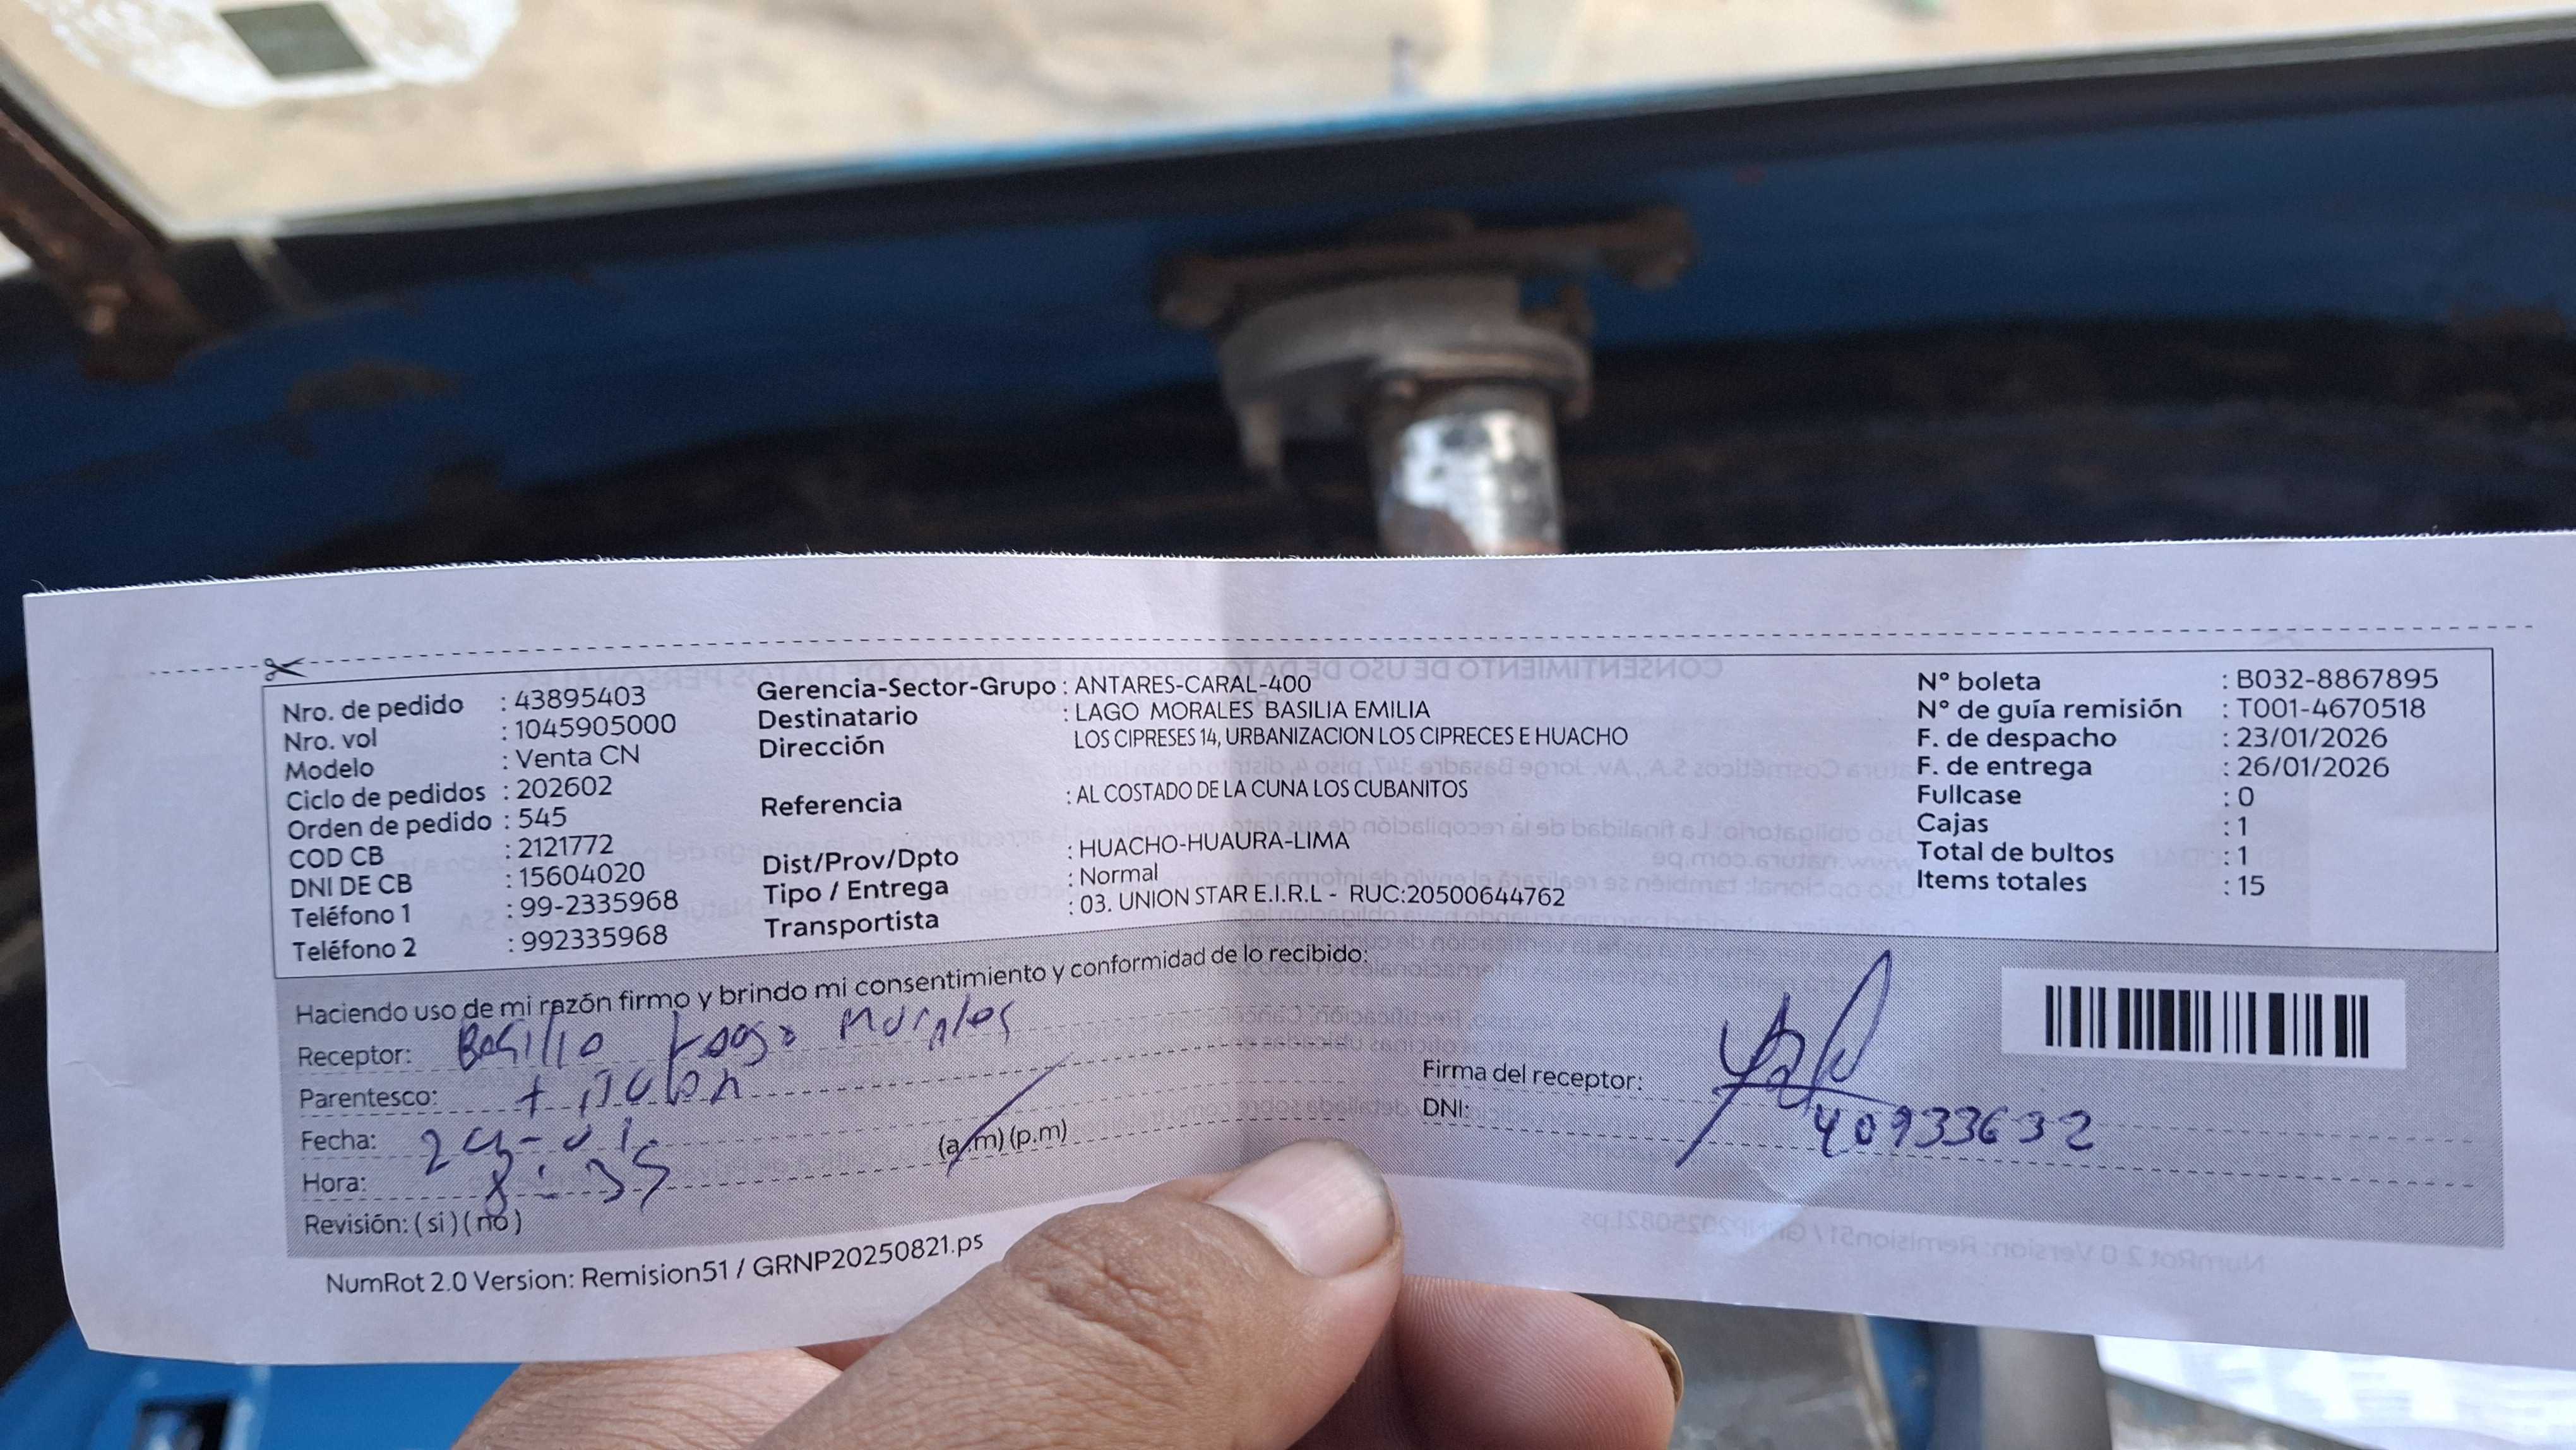 Nro. de pedido : 43895403
Nro. vol : 1045905000
Modelo : Venta CN
Ciclo de pedidos : 202602
Orden de pedido : 545
COD CB : 2121772
DNI DE CB : 15604020
Teléfono 1 : 99-2335968
Teléfono 2 : 992335968
Gerencia-Sector-Grupo : ANTARES-CARAL-400
Destinatario : LAGO MORALES BASILIA EMILIA
Dirección LOS CIPRESES 14, URBANIZACION LOS CIPRECES E HUACHO
Referencia : AL COSTADO DE LA CUNA LOS CUBANITOS
Dist/Prov/Dpto : HUACHO-HUAURA-LIMA
Tipo / Entrega : Normal
Transportista : 03. UNION STAR E.I.R.L - RUC:20500644762
N° boleta : B032-8867895
N° de guía remisión : T001-4670518
F. de despacho : 23/01/2026
F. de entrega : 26/01/2026
Fullcase : 0
Cajas : 1
Total de bultos : 1
Items totales : 15
Haciendo uso de mi razón firmo y brindo mi consentimiento y conformidad de lo recibido:
Receptor: Morales
Parentesco:
Fecha:
Hora: 8:35 (a.m) (p.m)
Revisión: ( si ) ( no )
Firma del receptor:
DNI: 40933632
NumRot 2.0 Version: Remision51 / GRNP20250821.ps